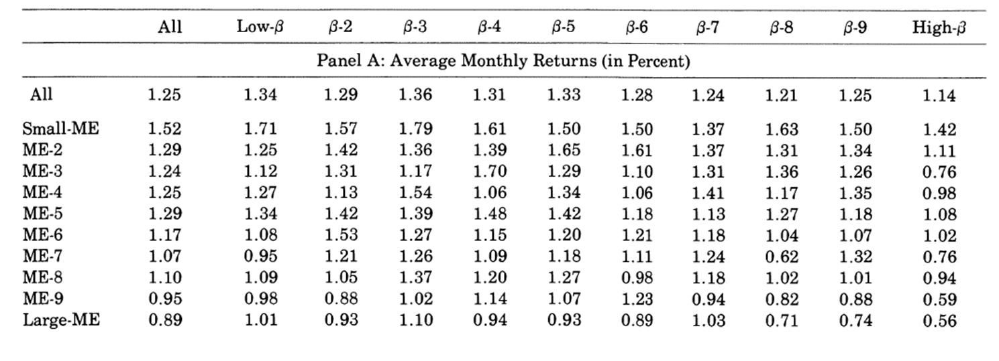 All Low-β β-2 β-3 β-4 β-5 β-6 β-7 β-8 β-9 High-β
Panel A: Average Monthly Returns (in Percent)
All 1.25 1.34 1.29 1.36 1.31 1.33 1.28 1.24 1.21 1.25 1.14
Small-ME 1.52 1.71 1.57 1.79 1.61 1.50 1.50 1.37 1.63 1.50 1.42
ME-2 1.29 1.25 1.42 1.36 1.39 1.65 1.61 1.37 1.31 1.34 1.11
ME-3 1.24 1.12 1.31 1.17 1.70 1.29 1.10 1.31 1.36 1.26 0.76
ME-4 1.25 1.27 1.13 1.54 1.06 1.34 1.06 1.41 1.17 1.35 0.98
ME-5 1.29 1.34 1.42 1.39 1.48 1.42 1.18 1.13 1.27 1.18 1.08
ME-6 1.17 1.08 1.53 1.27 1.15 1.20 1.21 1.18 1.04 1.07 1.02
ME-7 1.07 0.95 1.21 1.26 1.09 1.18 1.11 1.24 0.62 1.32 0.76
ME-8 1.10 1.09 1.05 1.37 1.20 1.27 0.98 1.18 1.02 1.01 0.94
ME-9 0.95 0.98 0.88 1.02 1.14 1.07 1.23 0.94 0.82 0.88 0.59
Large-ME 0.89 1.01 0.93 1.10 0.94 0.93 0.89 1.03 0.71 0.74 0.56